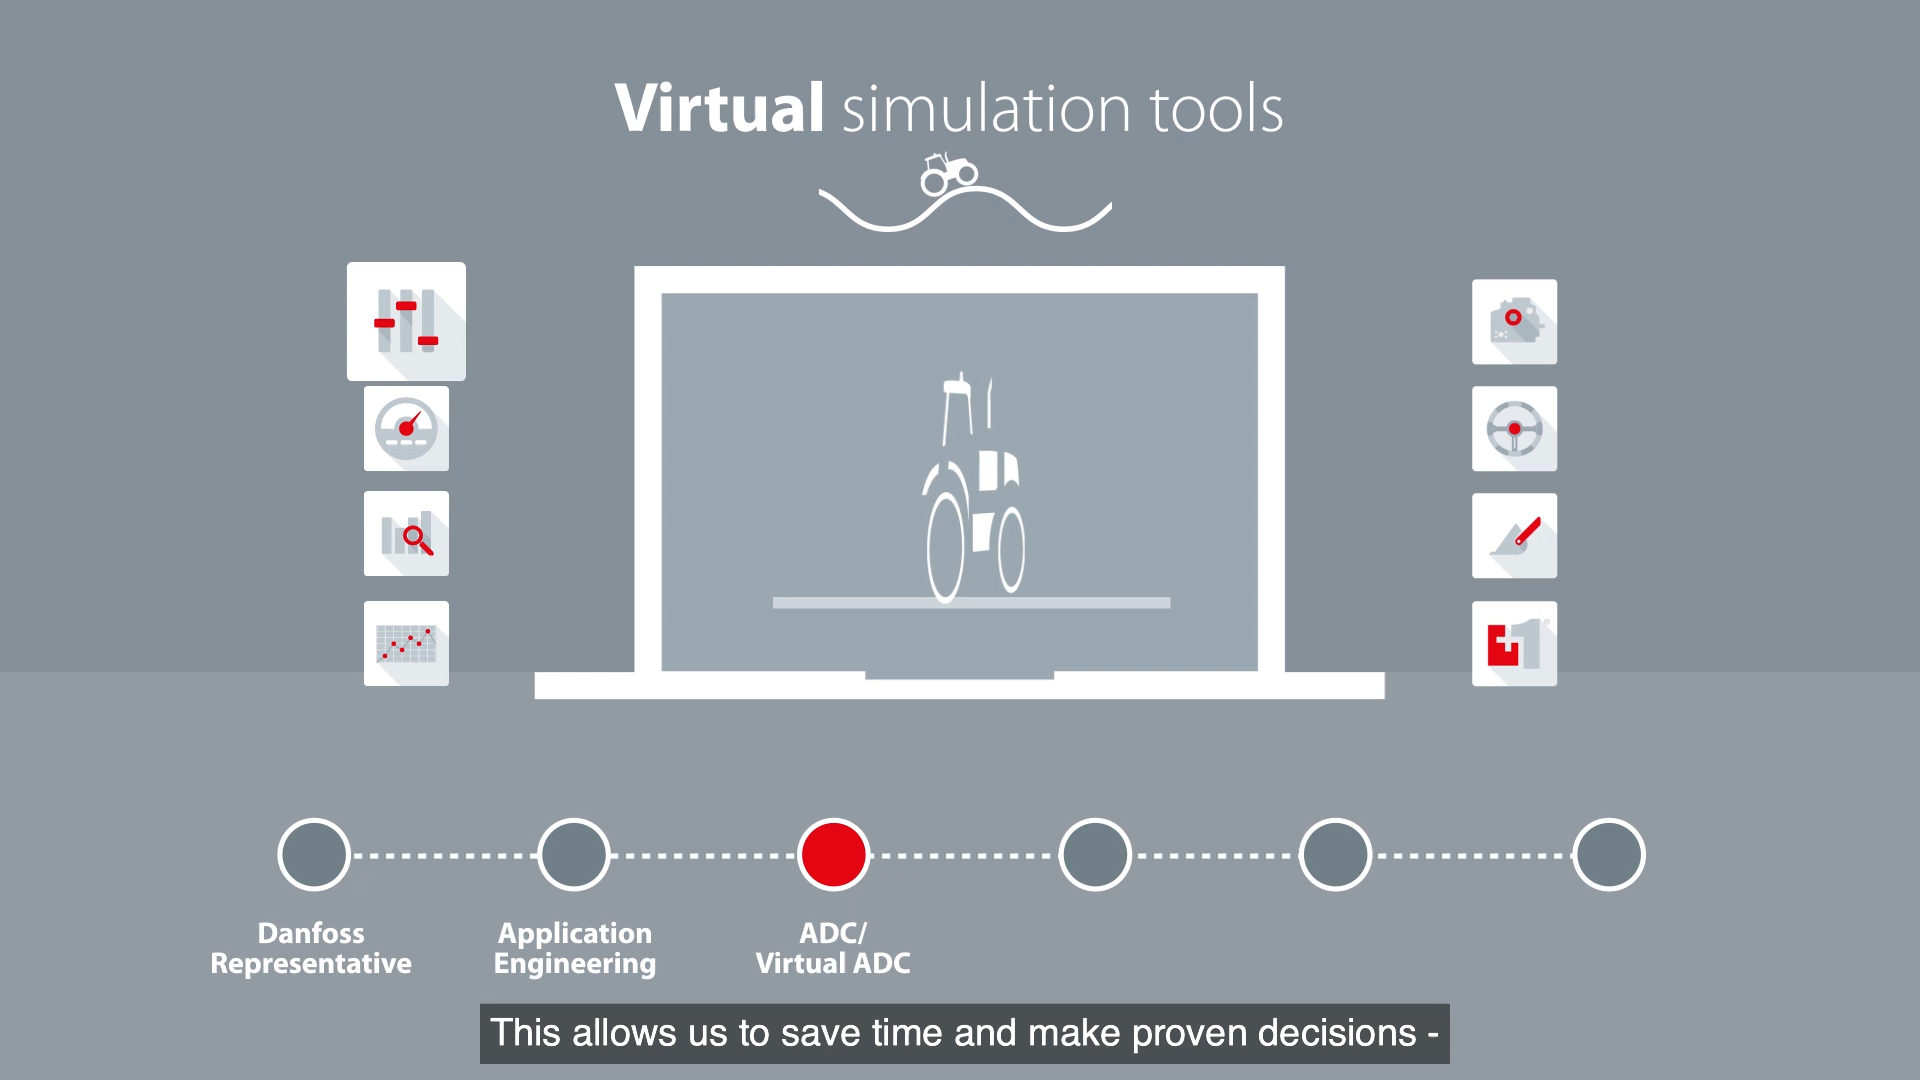 Virtual simulation tools
Danfoss
Representative
Application
Engineering
ADC/
Virtual ADC
This allows us to save time and make proven decisions -